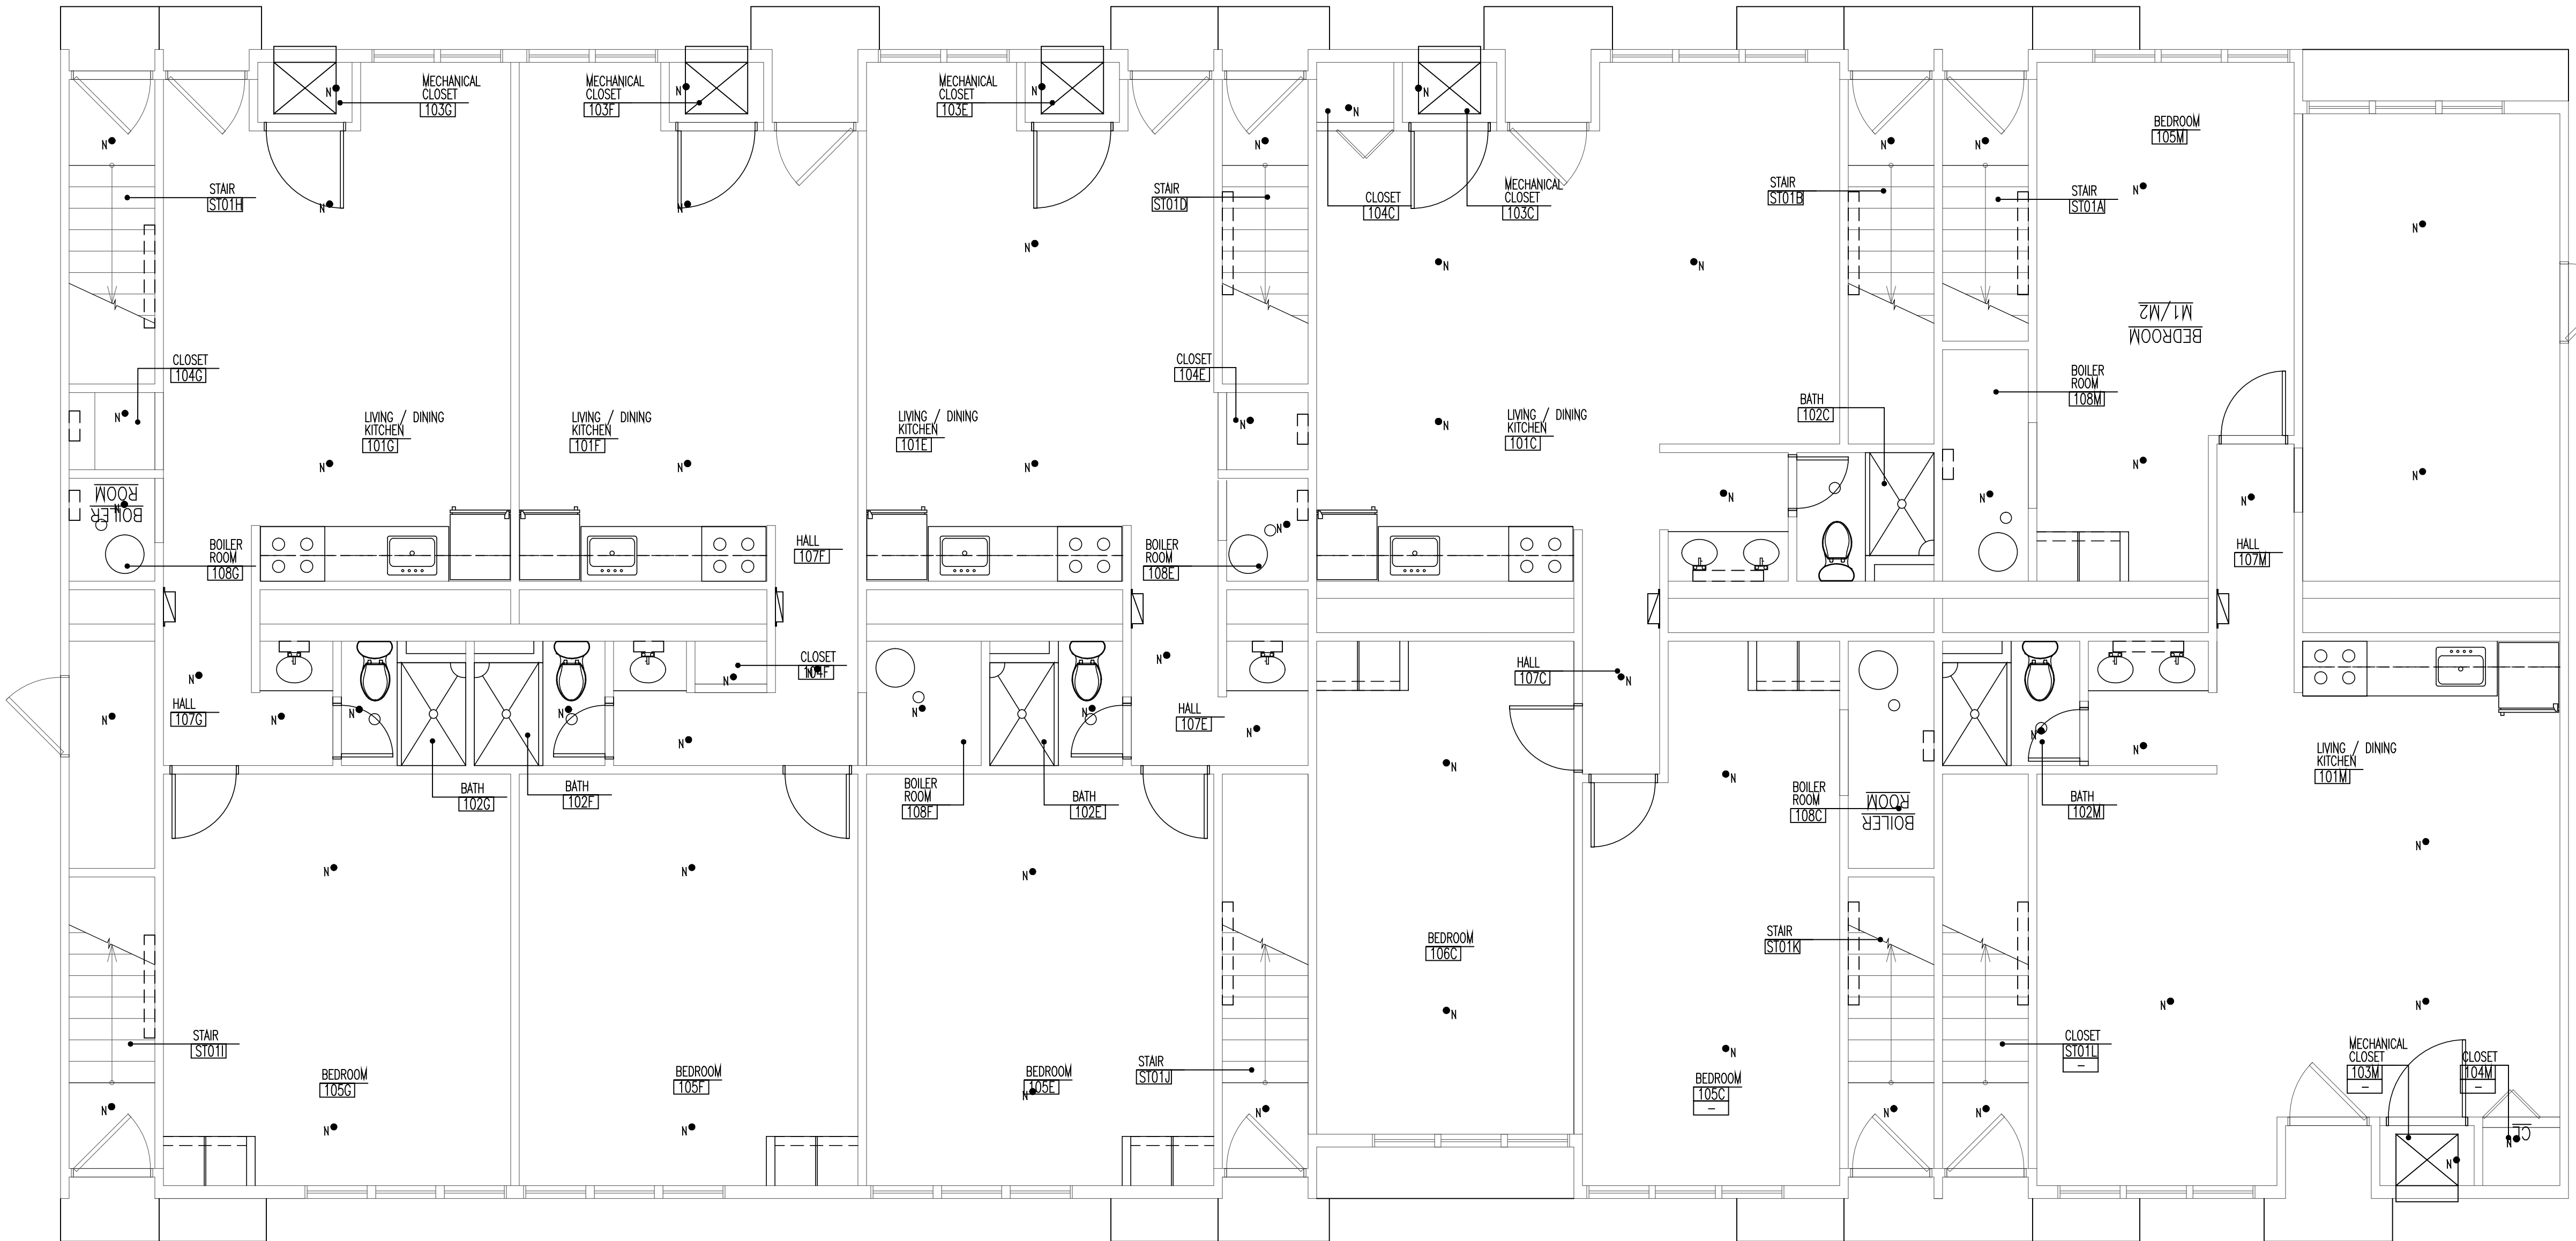 MECHANICAL
CLOSET
103G
MECHANICAL
CLOSET
103F
MECHANICAL
CLOSET
103E
N
N
N
N
N
BEDROOM
105M
N
N
N
N
STAIR
ST01H
N
N
STAIR
ST01D
CLOSET
104C
MECHANICAL
CLOSET
103C
STAIR
ST01B
STAIR
ST01A
N
N
N
N
N
BEDROOM
M1/M2
CLOSET
104G
CLOSET
104E
BOILER
ROOM
108M
BATH
102C
LIVING / DINING
KITCHEN
101G
LIVING / DINING
KITCHEN
101F
LIVING / DINING
KITCHEN
101E
LIVING / DINING
KITCHEN
101C
N
N
N
N
N
N
N
N
N
N
N
BOILER
ROOM
N
N
BOILER
ROOM
108G
HALL
107F
BOILER
ROOM
108E
HALL
107M
CLOSET
104F
N
N
N
N
HALL
107C
N
HALL
107G
N
N
N
N
N
N
HALL
107E
N
N
N
N
N
LIVING / DINING
KITCHEN
101M
N
N
BATH
102G
BATH
102F
BOILER
ROOM
108F
BATH
102E
BOILER
ROOM
108C
BOILER
ROOM
BATH
102M
N
N
N
N
BEDROOM
106C
STAIR
ST01K
N
N
N
STAIR
ST01I
CLOSET
ST01L
-
MECHANICAL
CLOSET
103M
-
CLOSET
104M
-
N
STAIR
ST01J
BEDROOM
105G
BEDROOM
105F
BEDROOM
105E
N
BEDROOM
105C
-
N
N
N
N
N
N
CL
N
N